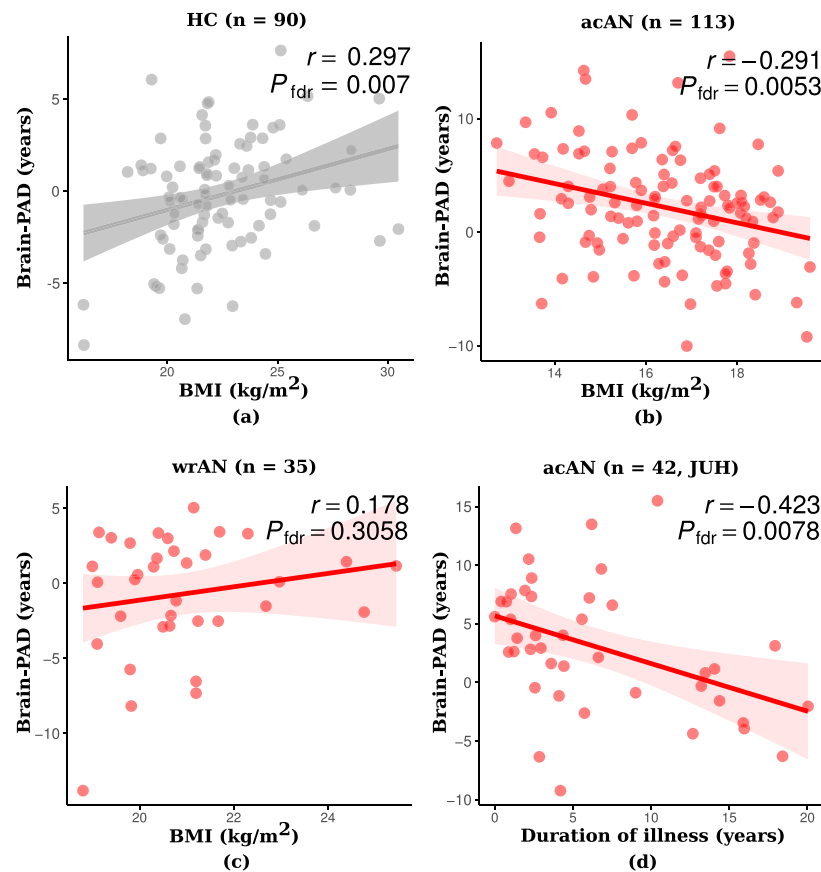 HC (n = 90)
r = 0.297
P fdr = 0.007
5
0
-5
Brain-PAD (years)
20
25
30
BMI (kg/m2)
(a)
acAN (n = 113)
r = −0.291
P fdr = 0.0053
10
0
−10
Brain-PAD (years)
14
16
18
BMI (kg/m2)
(b)
wrAN (n = 35)
r = 0.178
P fdr = 0.3058
5
0
−5
−10
Brain-PAD (years)
20
22
24
BMI (kg/m2)
(c)
acAN (n = 42, JUH)
r = −0.423
P fdr = 0.0078
15
10
5
0
−5
−10
Brain-PAD (years)
0
5
10
15
20
Duration of illness (years)
(d)